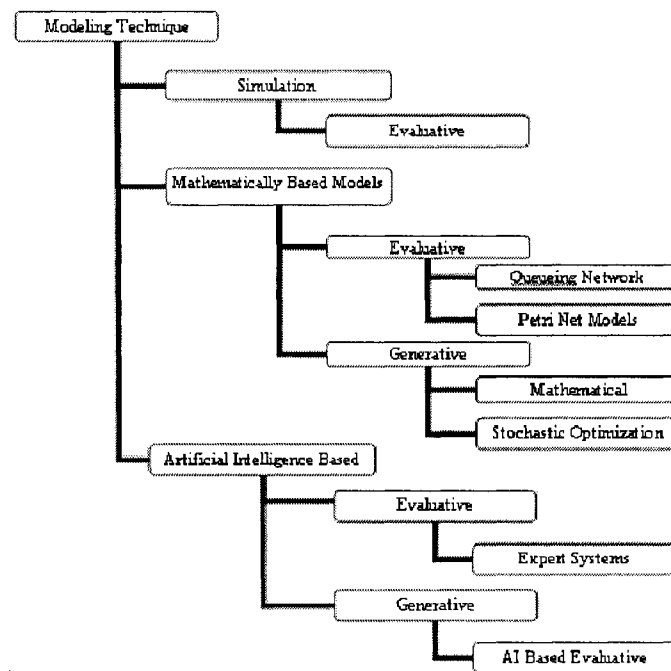 Modeling Technique
Simulation
Evaluative
Mathematically Based Models
Evaluative
Queueing Network
Petri Net Models
Generative
Mathematical
Stochastic Optimization
Artificial Intelligence Based
Evaluative
Expert Systems
Generative
AI Based Evaluative